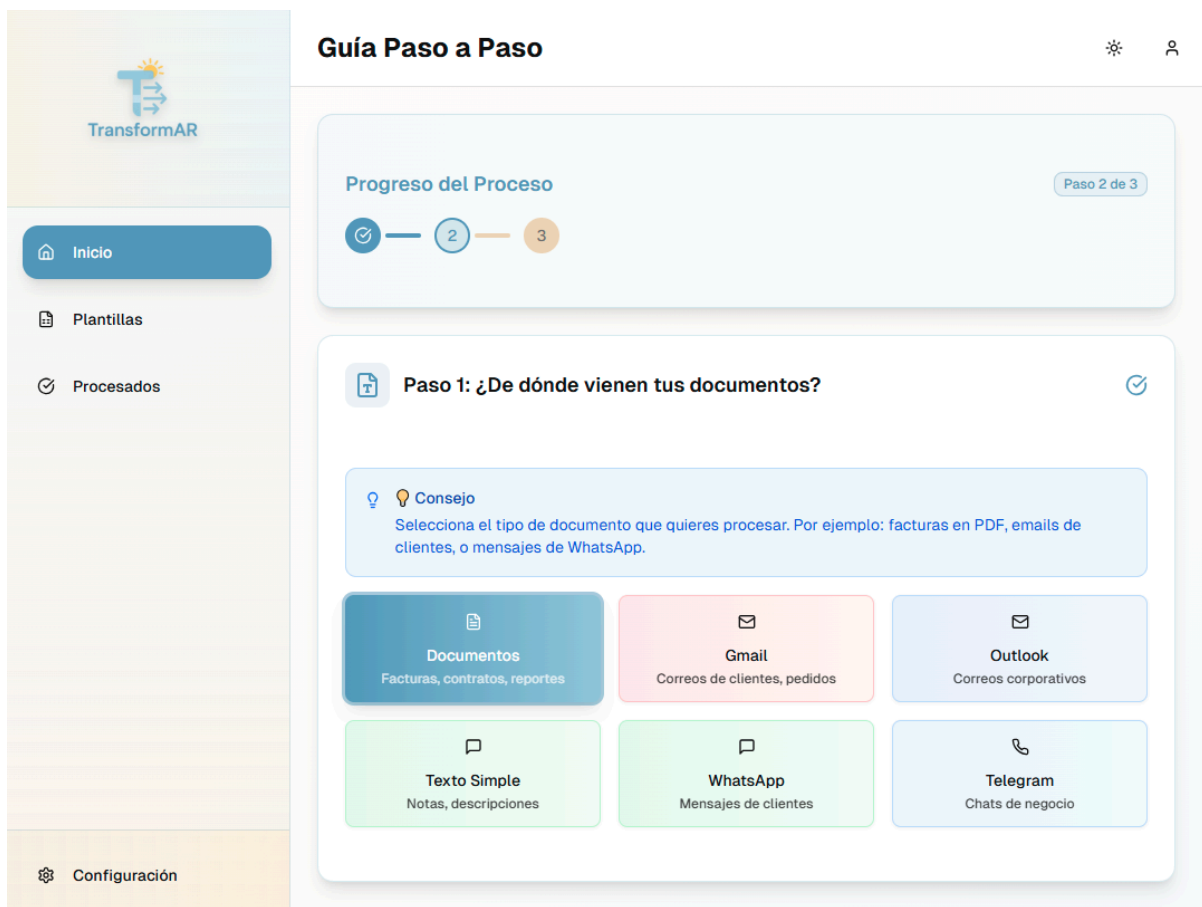 TransformAR
Inicio
Plantillas
Procesados
Configuración
Guía Paso a Paso
Progreso del Proceso
Paso 2 de 3
2
3
Paso 1: ¿De dónde vienen tus documentos?
Consejo
Selecciona el tipo de documento que quieres procesar. Por ejemplo: facturas en PDF, emails de
clientes, o mensajes de WhatsApp.
Documentos
Facturas, contratos, reportes
Gmail
Correos de clientes, pedidos
Outlook
Correos corporativos
Texto Simple
Notas, descripciones
WhatsApp
Mensajes de clientes
Telegram
Chats de negocio